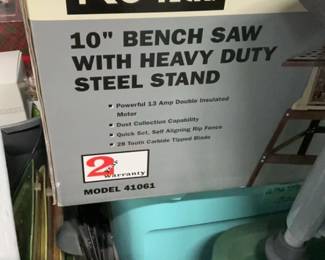 10" BENCH SAW
WITH HEAVY DUTY
STEEL STAND
Powerful 13 Amp Double Insulated
Motor
Dust Collection Capability
Quick Set, Self Aligning Rip Fence
28 Tooth Carbide Tipped Blade
2
warranty
MODEL 41061